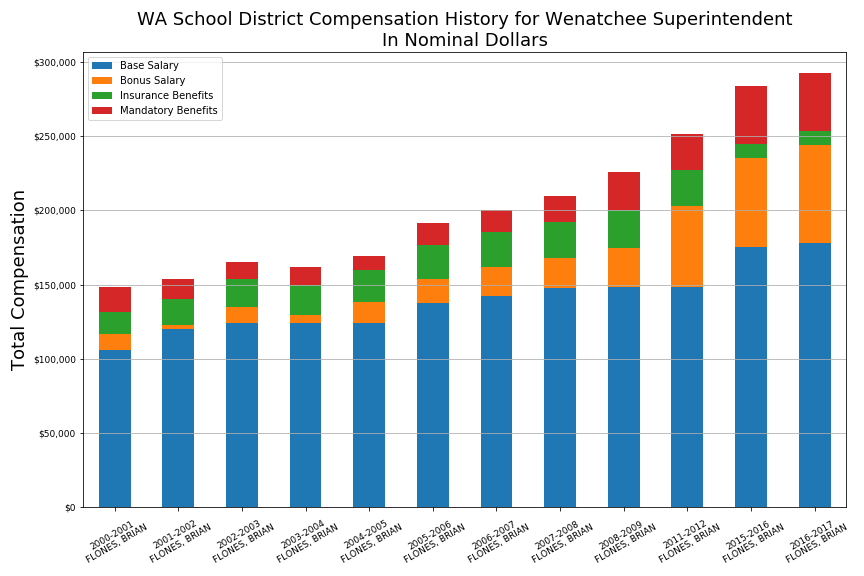 WA School District Compensation History for Wenatchee Superintendent
In Nominal Dollars
Base Salary
Bonus Salary
Insurance Benefits
Mandatory Benefits
Total Compensation
$300,000
$250,000
$200,000
$150,000
$100,000
$50,000
$0
2000-2001
FLONES, BRIAN
2001-2002
FLONES, BRIAN
2002-2003
FLONES, BRIAN
2003-2004
FLONES, BRIAN
2004-2005
FLONES, BRIAN
2005-2006
FLONES, BRIAN
2006-2007
FLONES, BRIAN
2007-2008
FLONES, BRIAN
2008-2009
FLONES, BRIAN
2011-2012
FLONES, BRIAN
2015-2016
FLONES, BRIAN
2016-2017
FLONES, BRIAN